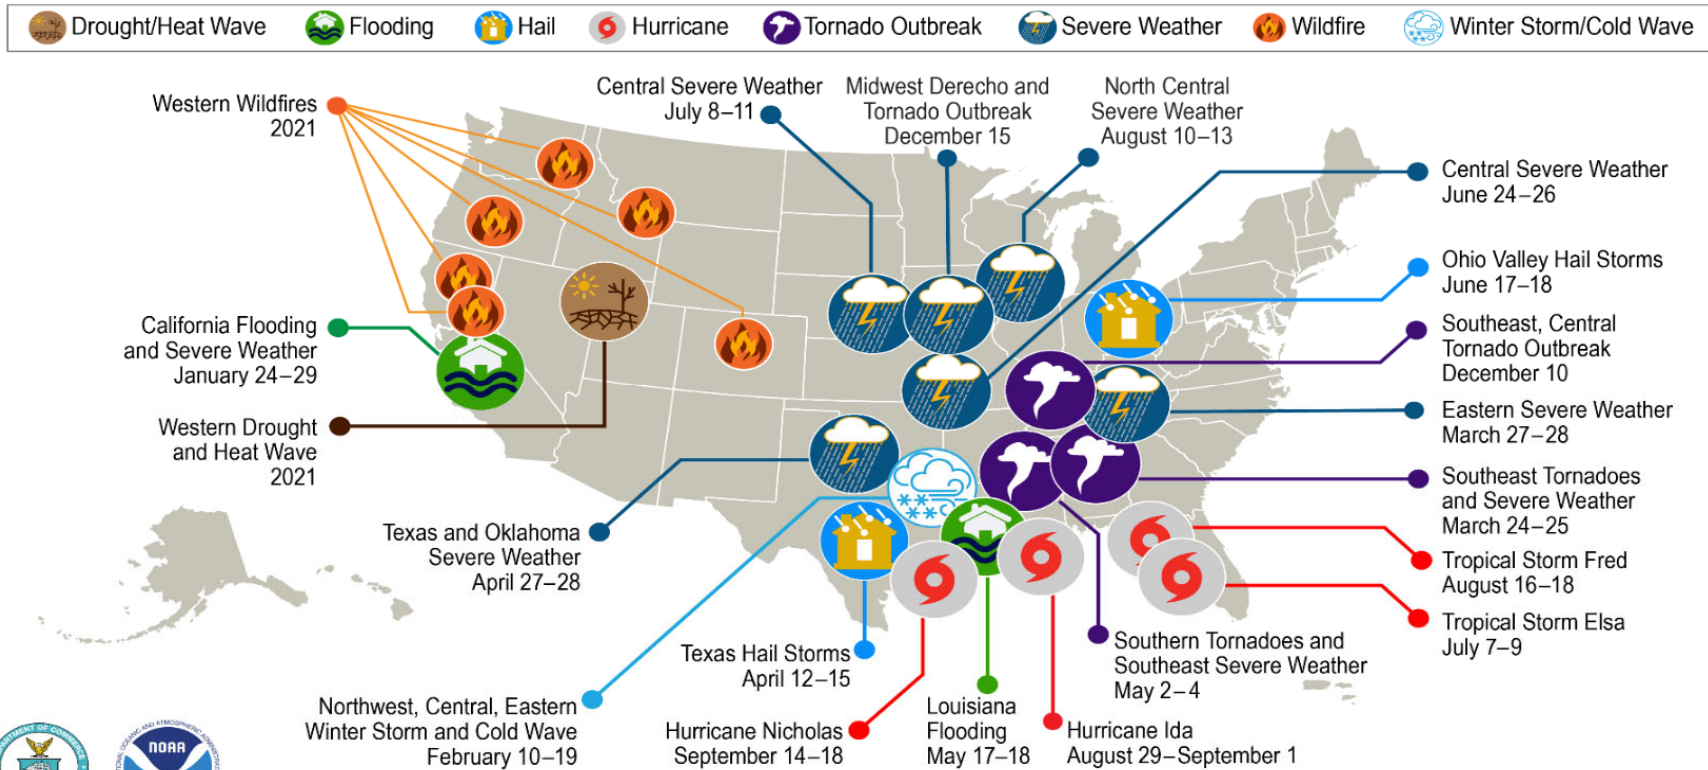 Drought/Heat Wave
Flooding
Hail
Hurricane
Tornado Outbreak
Severe Weather
Wildfire
Winter Storm/Cold Wave
Western Wildfires
2021
Central Severe Weather
July 8–11
Midwest Derecho and
Tornado Outbreak
December 15
North Central
Severe Weather
August 10–13
Central Severe Weather
June 24–26
Ohio Valley Hail Storms
June 17–18
Southeast, Central
Tornado Outbreak
December 10
Eastern Severe Weather
March 27–28
Southeast Tornadoes
and Severe Weather
March 24–25
Tropical Storm Fred
August 16–18
Tropical Storm Elsa
July 7–9
California Flooding
and Severe Weather
January 24–29
Western Drought
and Heat Wave
2021
Texas and Oklahoma
Severe Weather
April 27–28
Texas Hail Storms
April 12–15
Northwest, Central, Eastern
Winter Storm and Cold Wave
February 10–19
Hurricane Nicholas
September 14–18
Louisiana
Flooding
May 17–18
Hurricane Ida
August 29–September 1
Southern Tornadoes and
Southeast Severe Weather
May 2–4
NOAA